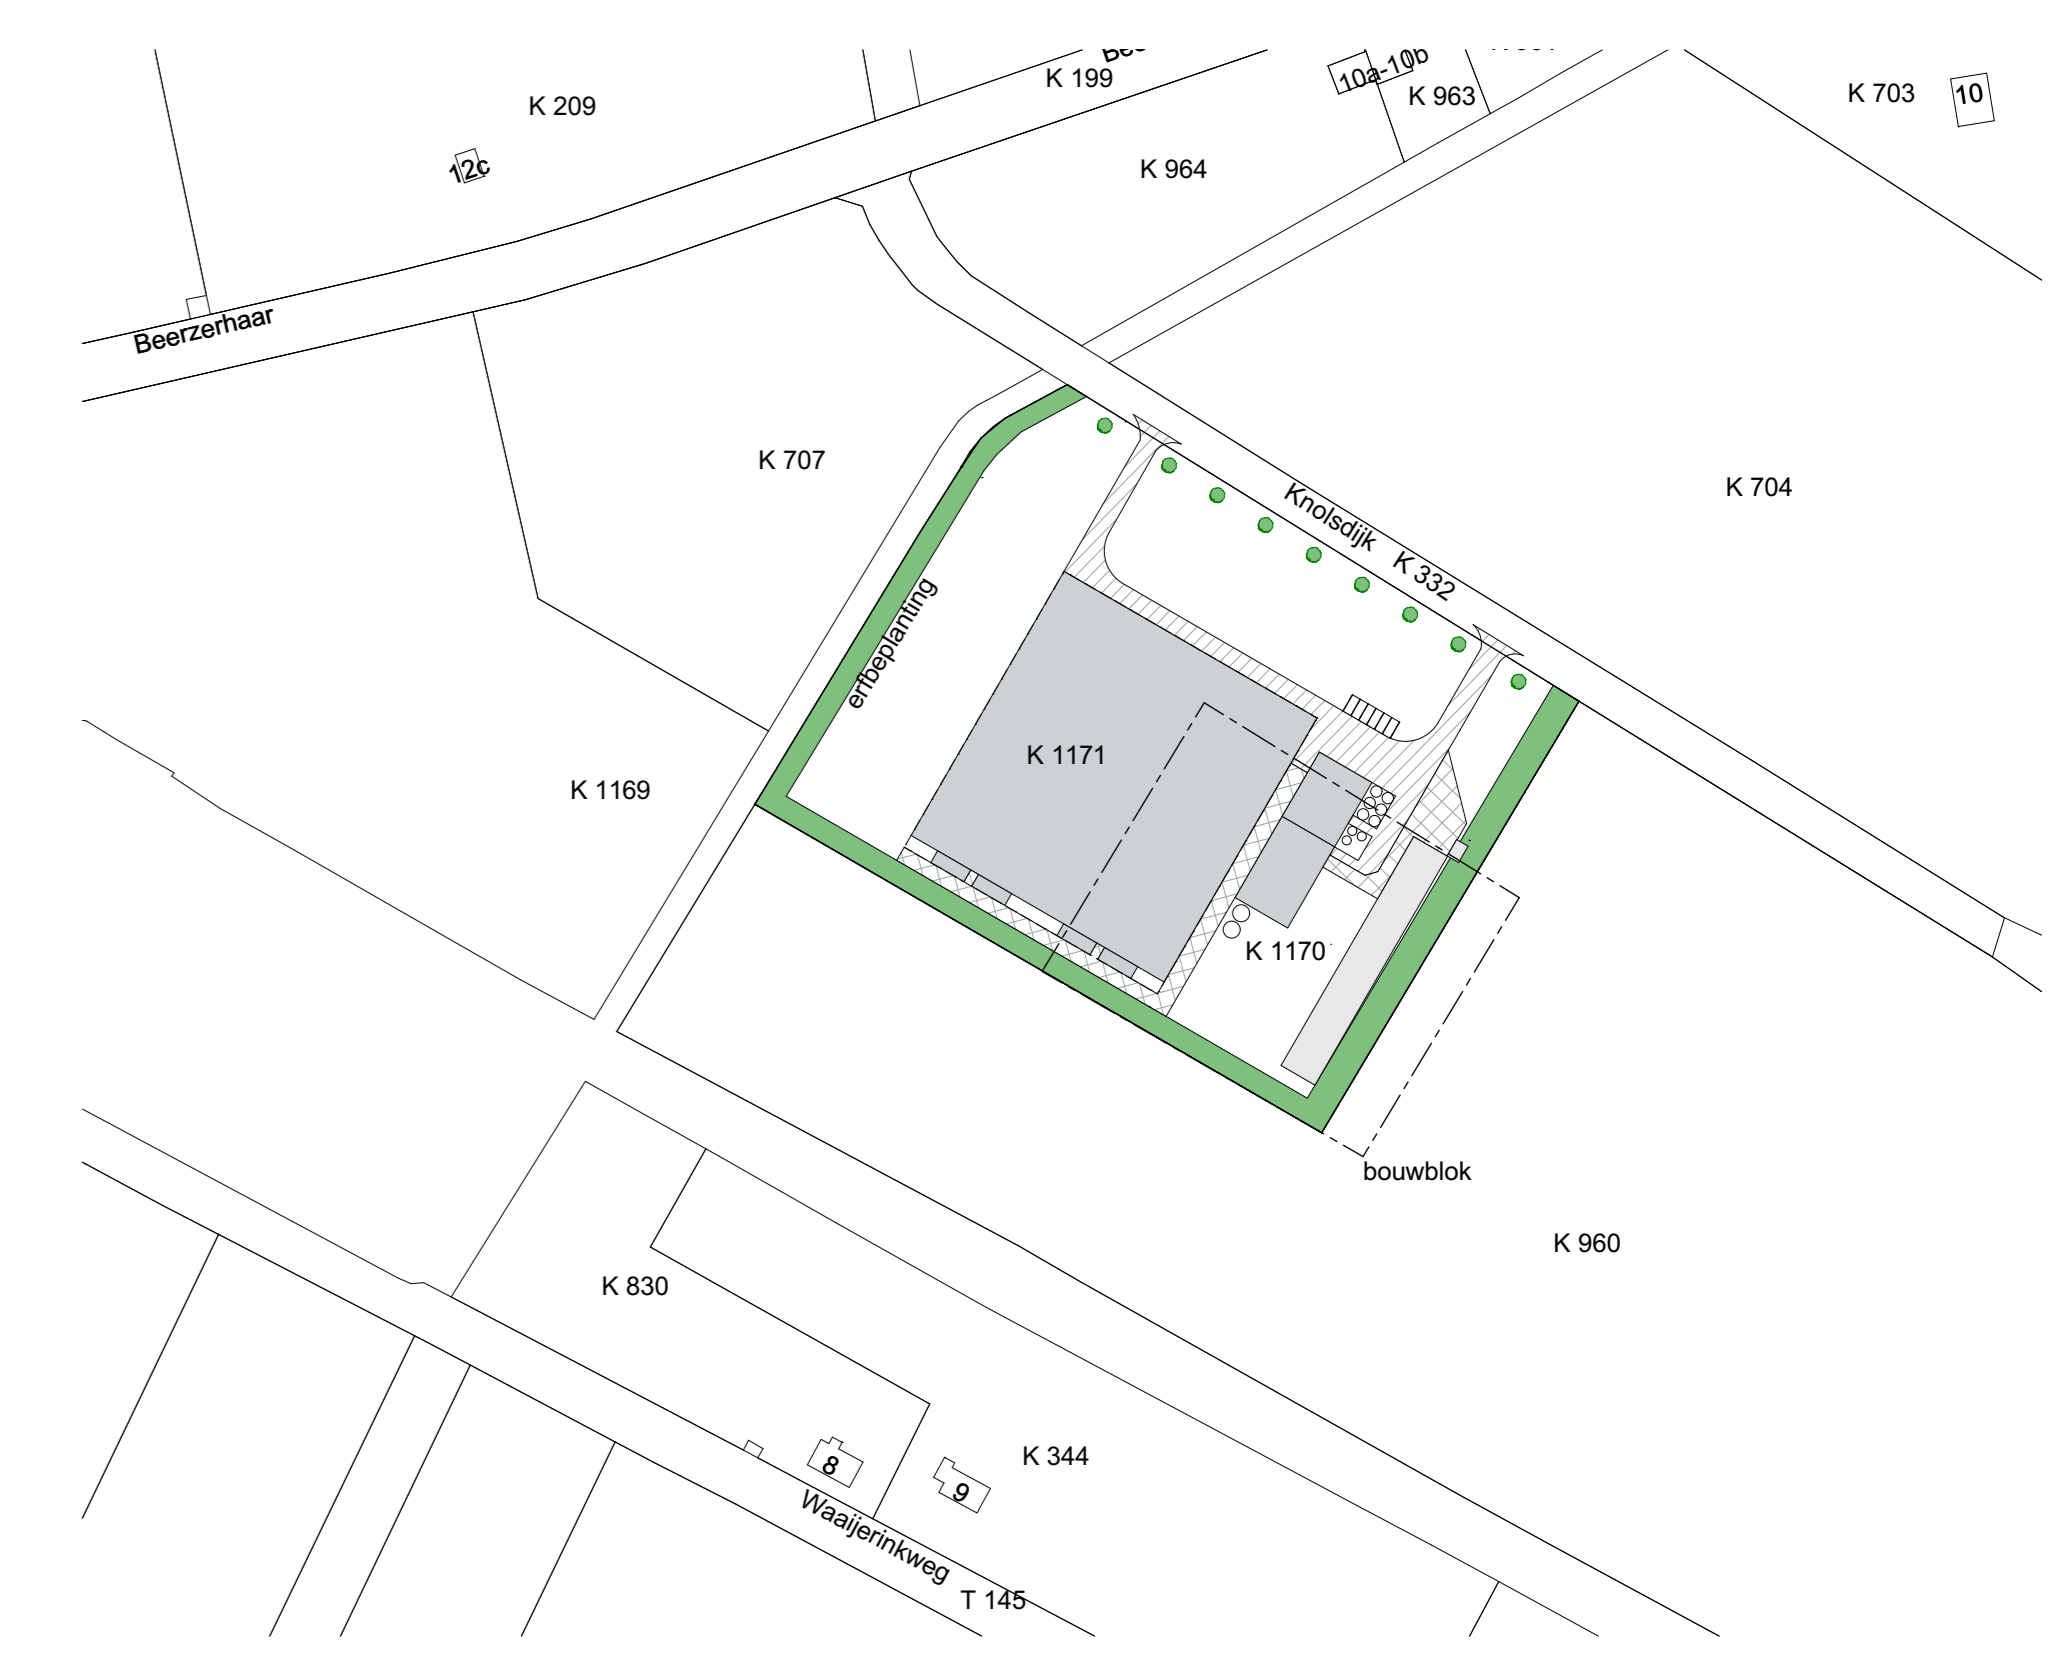 K 199
10a-10b
K 963
K 703
10
K 209
12c
K 964
Beerzerhaar
K 707
K 704
Knolsdijk
K 332
erfbeplanting
K 1171
K 1169
K 1170
bouwblok
K 960
K 830
K 344
8
9
Waaijerinkweg
T 145